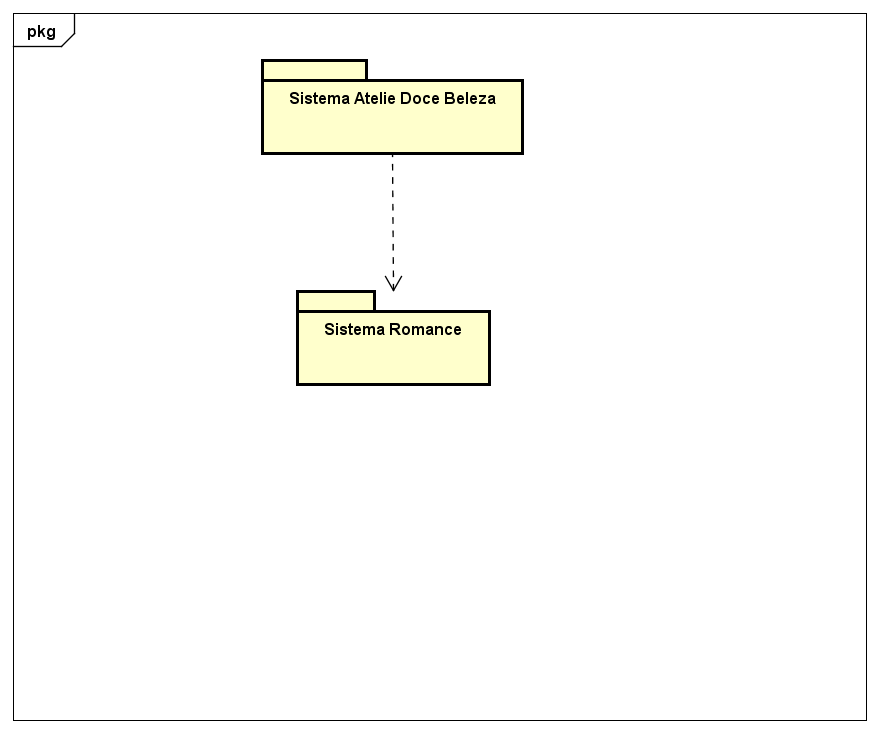 pkg
Sistema Atelie Doce Beleza
Sistema Romance